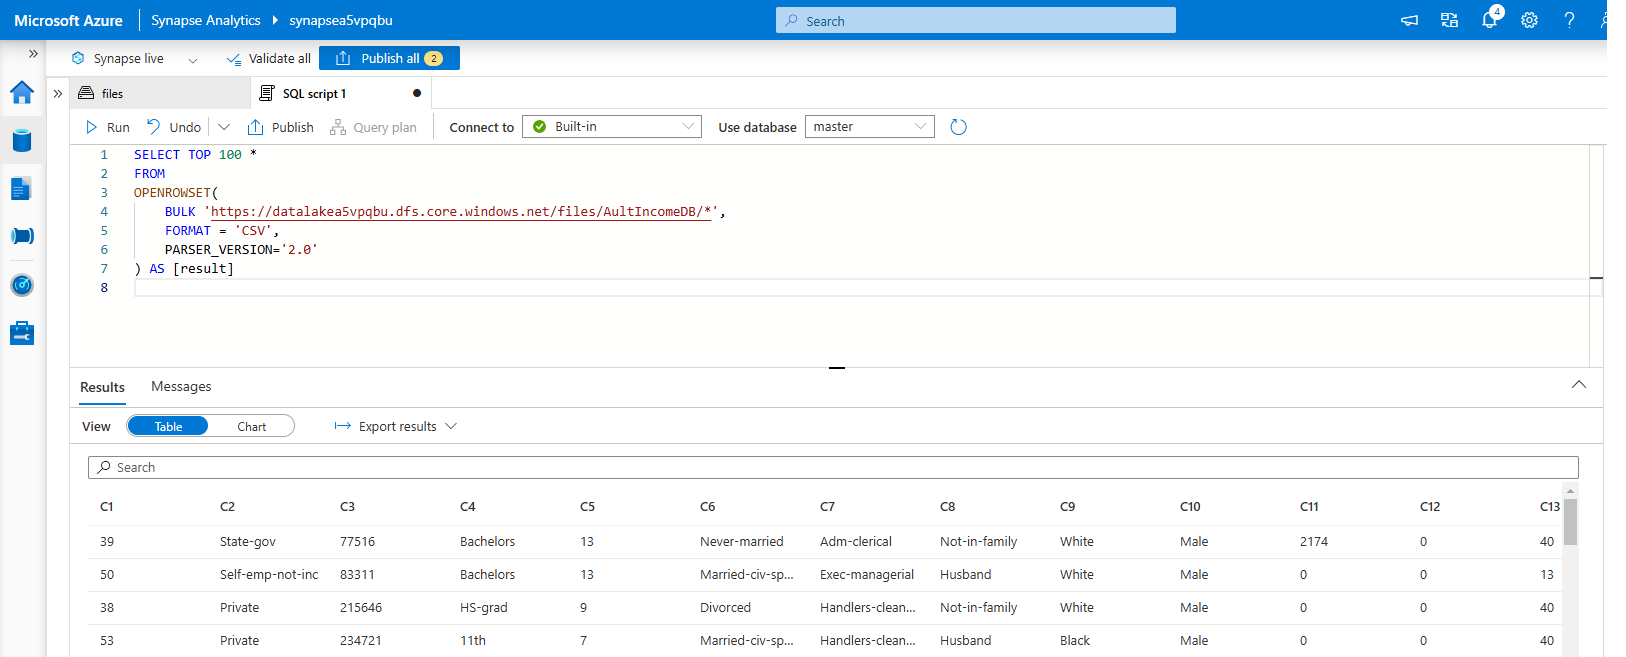 Microsoft Azure Synapse Analytics synapsea5vpqbu Search 4
Synapse live Validate all Publish all 2
files SQL script 1
Run Undo Publish Query plan Connect to Built-in Use database master
1 SELECT TOP 100 *
2 FROM
3 OPENROWSET(
4 BULK 'https://datalakea5vpqbu.dfs.core.windows.net/files/AultIncomeDB/*',
5 FORMAT = 'CSV',
6 PARSER_VERSION='2.0'
7 ) AS [result]
8
Results Messages
View Table Chart Export results
Search
C1 C2 C3 C4 C5 C6 C7 C8 C9 C10 C11 C12 C13
39 State-gov 77516 Bachelors 13 Never-married Adm-clerical Not-in-family White Male 2174 0 40
50 Self-emp-not-inc 83311 Bachelors 13 Married-civ-sp... Exec-managerial Husband White Male 0 0 13
38 Private 215646 HS-grad 9 Divorced Handlers-clean... Not-in-family White Male 0 0 40
53 Private 234721 11th 7 Married-civ-sp... Handlers-clean... Husband Black Male 0 0 40